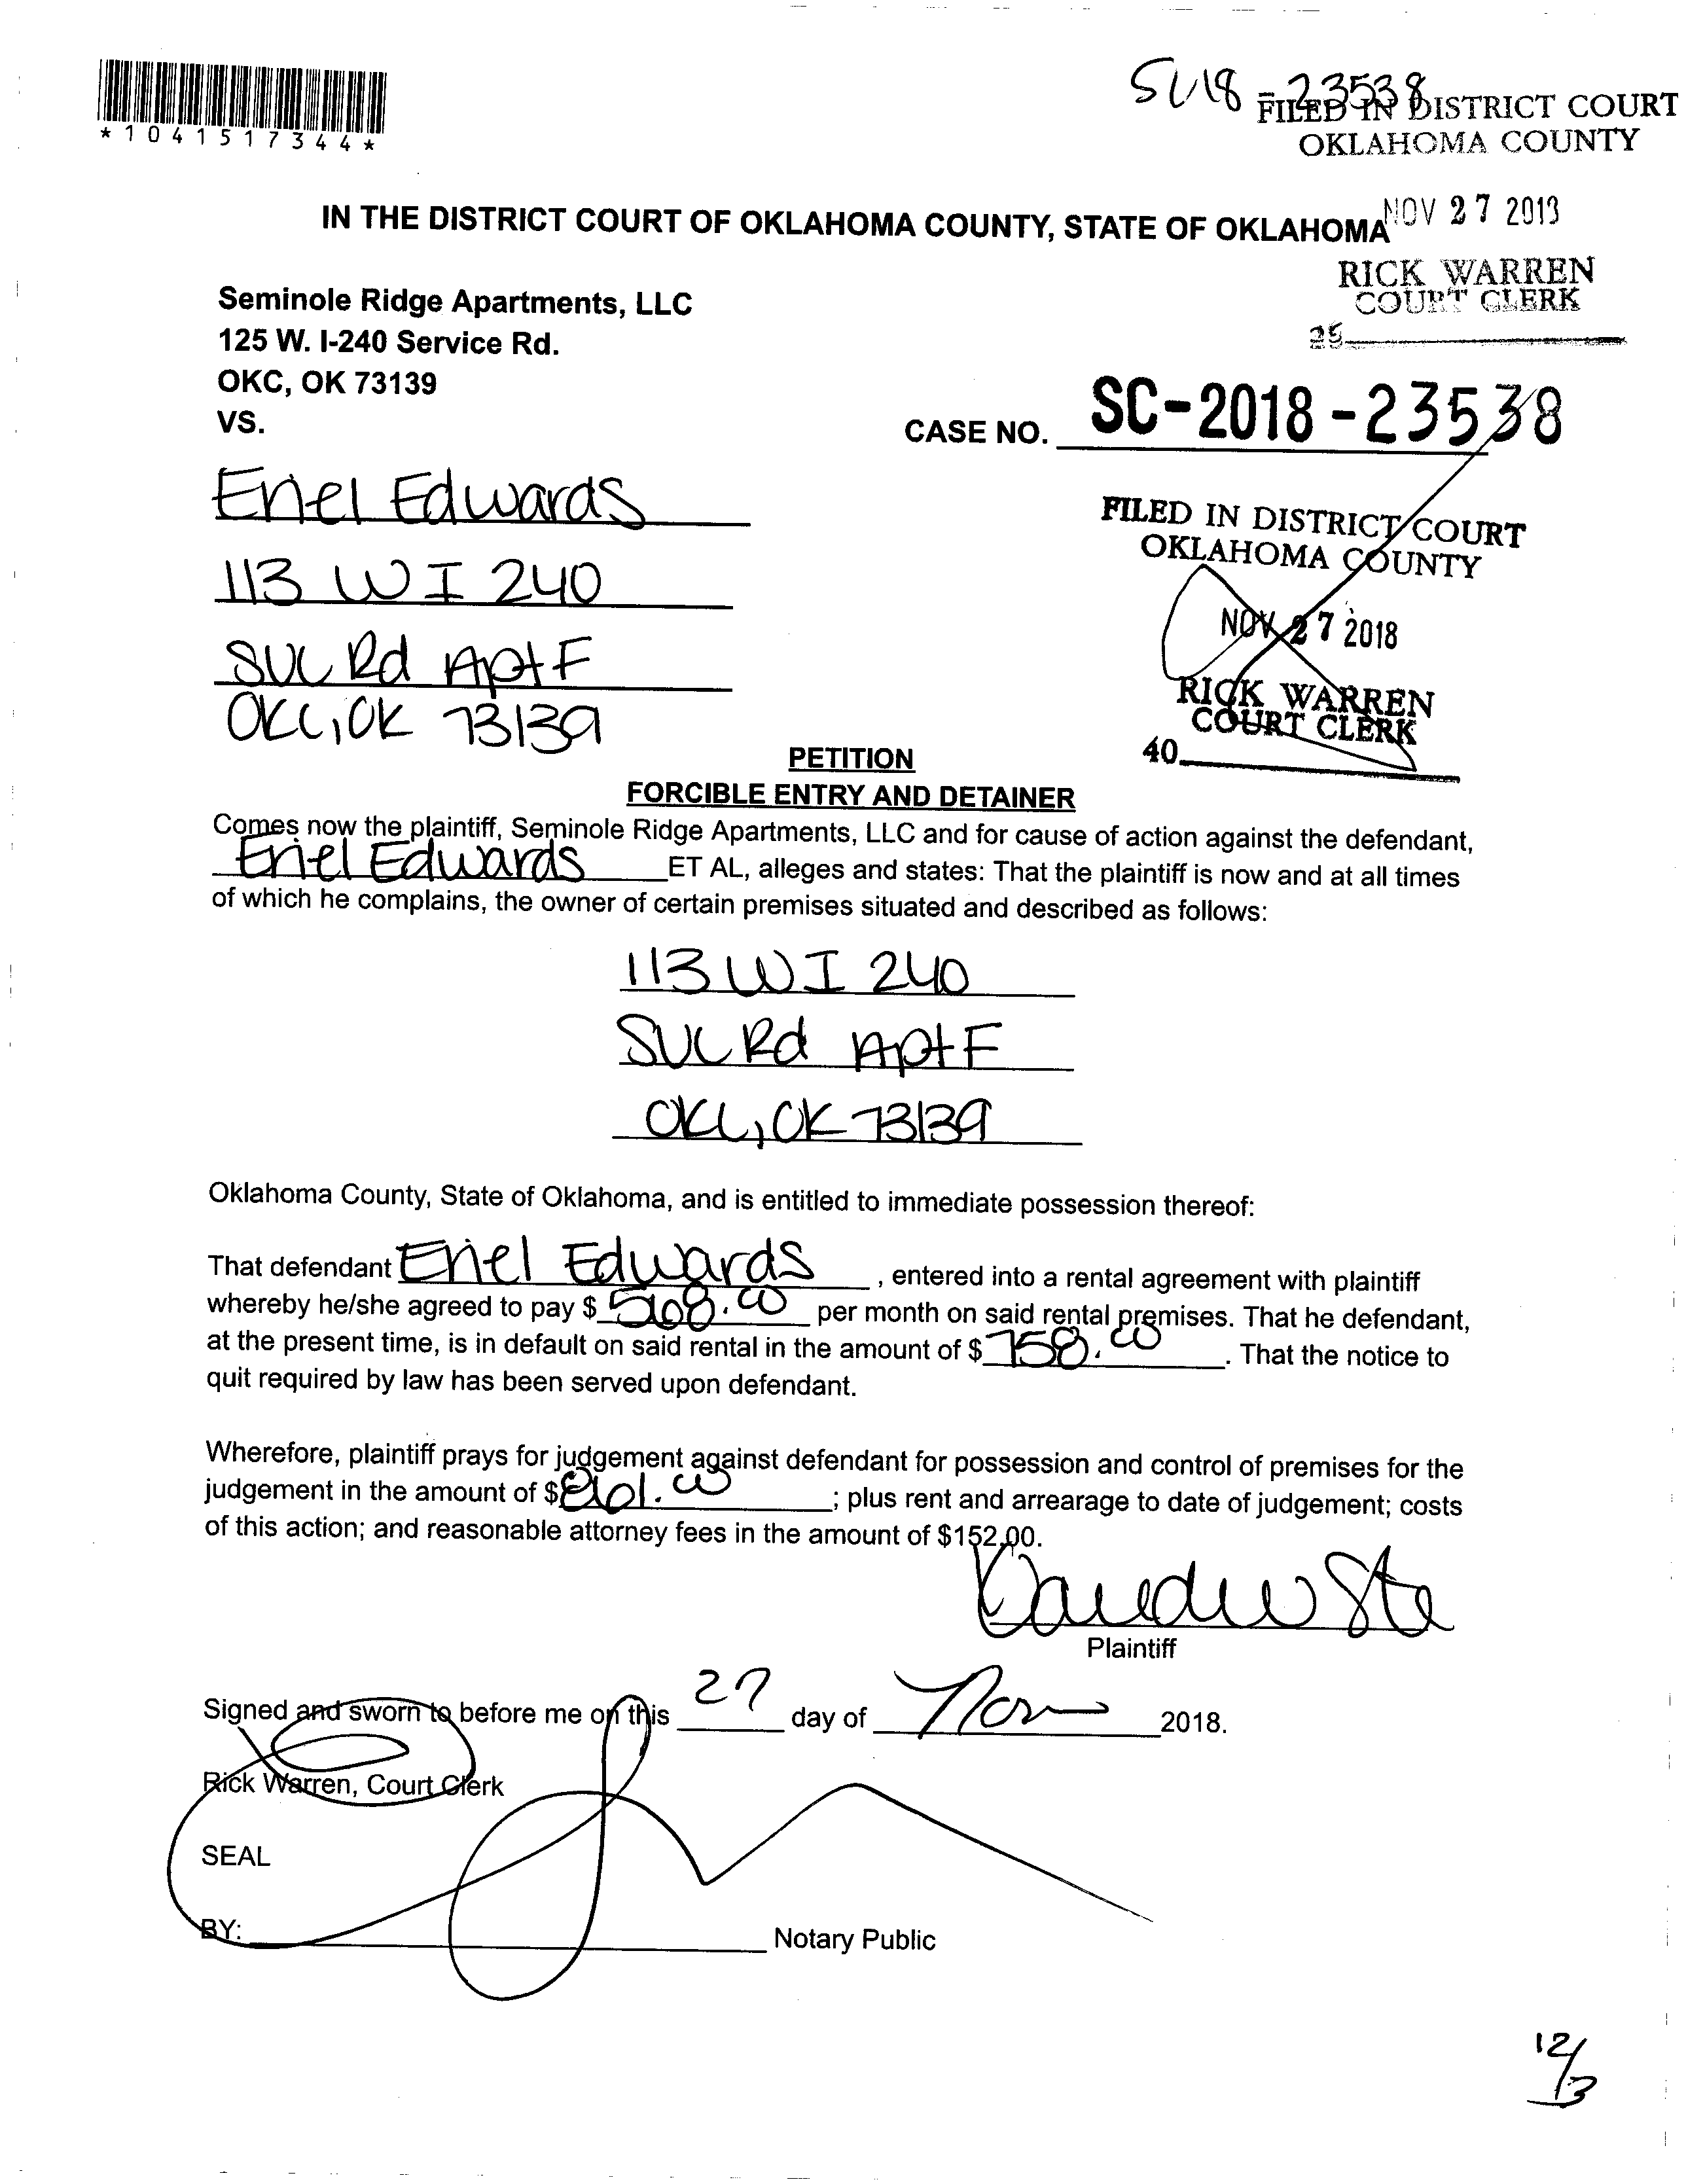 *1041517344*
SC18-23538
FILED IN DISTRICT COURT
OKLAHOMA COUNTY
IN THE DISTRICT COURT OF OKLAHOMA COUNTY, STATE OF OKLAHOMA
NOV 27 2018
RICK WARREN
COURT CLERK
Seminole Ridge Apartments, LLC
125 W. I-240 Service Rd.
OKC, OK 73139
VS.
CASE NO. SC-2018-23538
Eriel Edwards
113 W I 240
SVC Rd Apt F
OKC, OK 73139
FILED IN DISTRICT COURT
OKLAHOMA COUNTY
NOV 27 2018
RICK WARREN
COURT CLERK
40
PETITION
FORCIBLE ENTRY AND DETAINER
Comes now the plaintiff, Seminole Ridge Apartments, LLC and for cause of action against the defendant,
Eriel Edwards ET AL, alleges and states: That the plaintiff is now and at all times
of which he complains, the owner of certain premises situated and described as follows:
113 W I 240
SVC Rd Apt F
OKC, OK 73139
Oklahoma County, State of Oklahoma, and is entitled to immediate possession thereof:
That defendant Eriel Edwards, entered into a rental agreement with plaintiff
whereby he/she agreed to pay $ 568.00 per month on said rental premises. That he defendant,
at the present time, is in default on said rental in the amount of $ 758.00. That the notice to
quit required by law has been served upon defendant.
Wherefore, plaintiff prays for judgement against defendant for possession and control of premises for the
judgement in the amount of $ 861.00; plus rent and arrearage to date of judgement; costs
of this action; and reasonable attorney fees in the amount of $152.00.
Plaintiff
Signed and sworn to before me on this 27 day of Nov 2018.
Rick Warren, Court Clerk
SEAL
BY: Notary Public
12/3